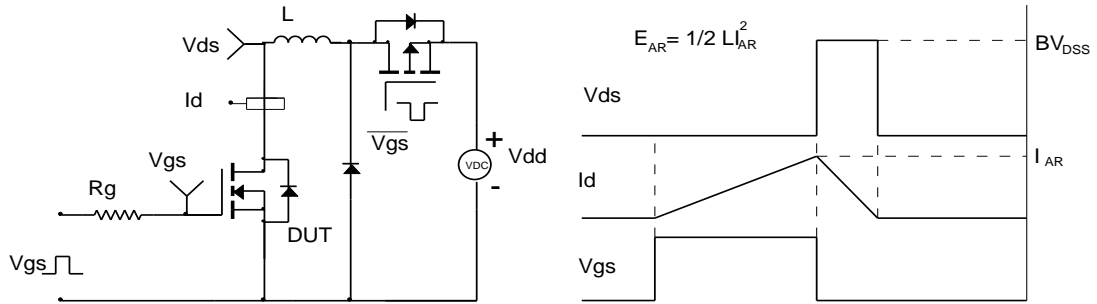 L
Vds
Id
Vgs
Vgs
+
VDC
Vdd
-
Vgs
Rg
DUT
Vgs
E_AR = 1/2 LI_AR^2
BV_DSS
Vds
I_AR
Id
Vgs